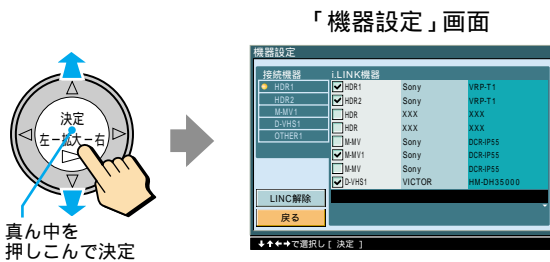 「機器設定」画面
決定
左－拡大－右
真ん中を
押しこんで決定
機器設定
接続機器 i.LINK機器
HDR1 HDR1 Sony VRP-T1
HDR2 HDR2 Sony VRP-T1
M-MV1 HDR XXX XXX
D-VHS1 HDR XXX XXX
OTHER1 M-MV Sony DCR-IP55
M-MV1 Sony DCR-IP55
M-MV Sony DCR-IP55
D-VHS1 VICTOR HM-DH35000
LINC解除
戻る
↓↑←→で選択し [ 決定 ]